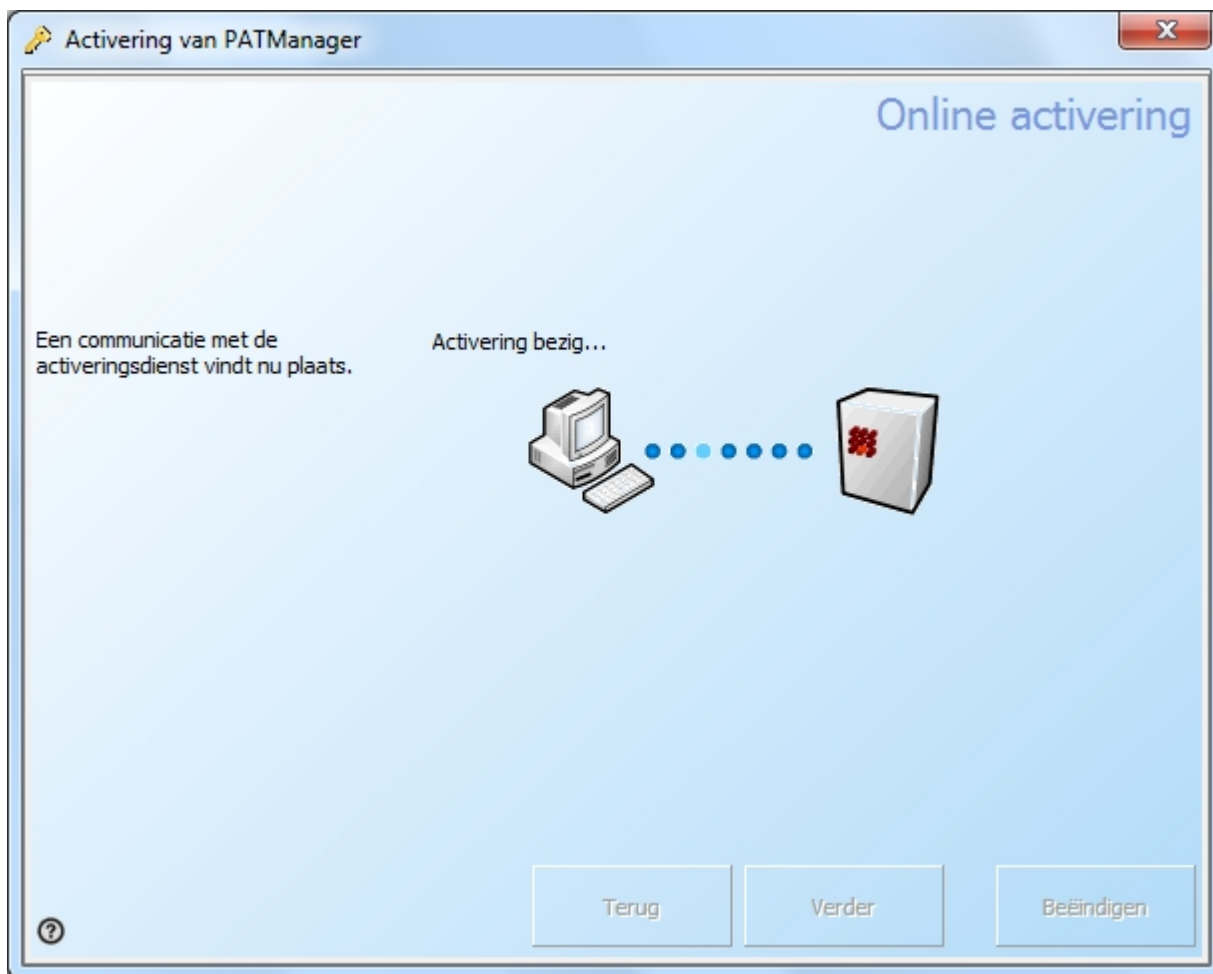 Activering van PATManager
Online activering
Een communicatie met de
activeringsdienst vindt nu plaats.
Activering bezig...
Terug
Verder
Beëindigen